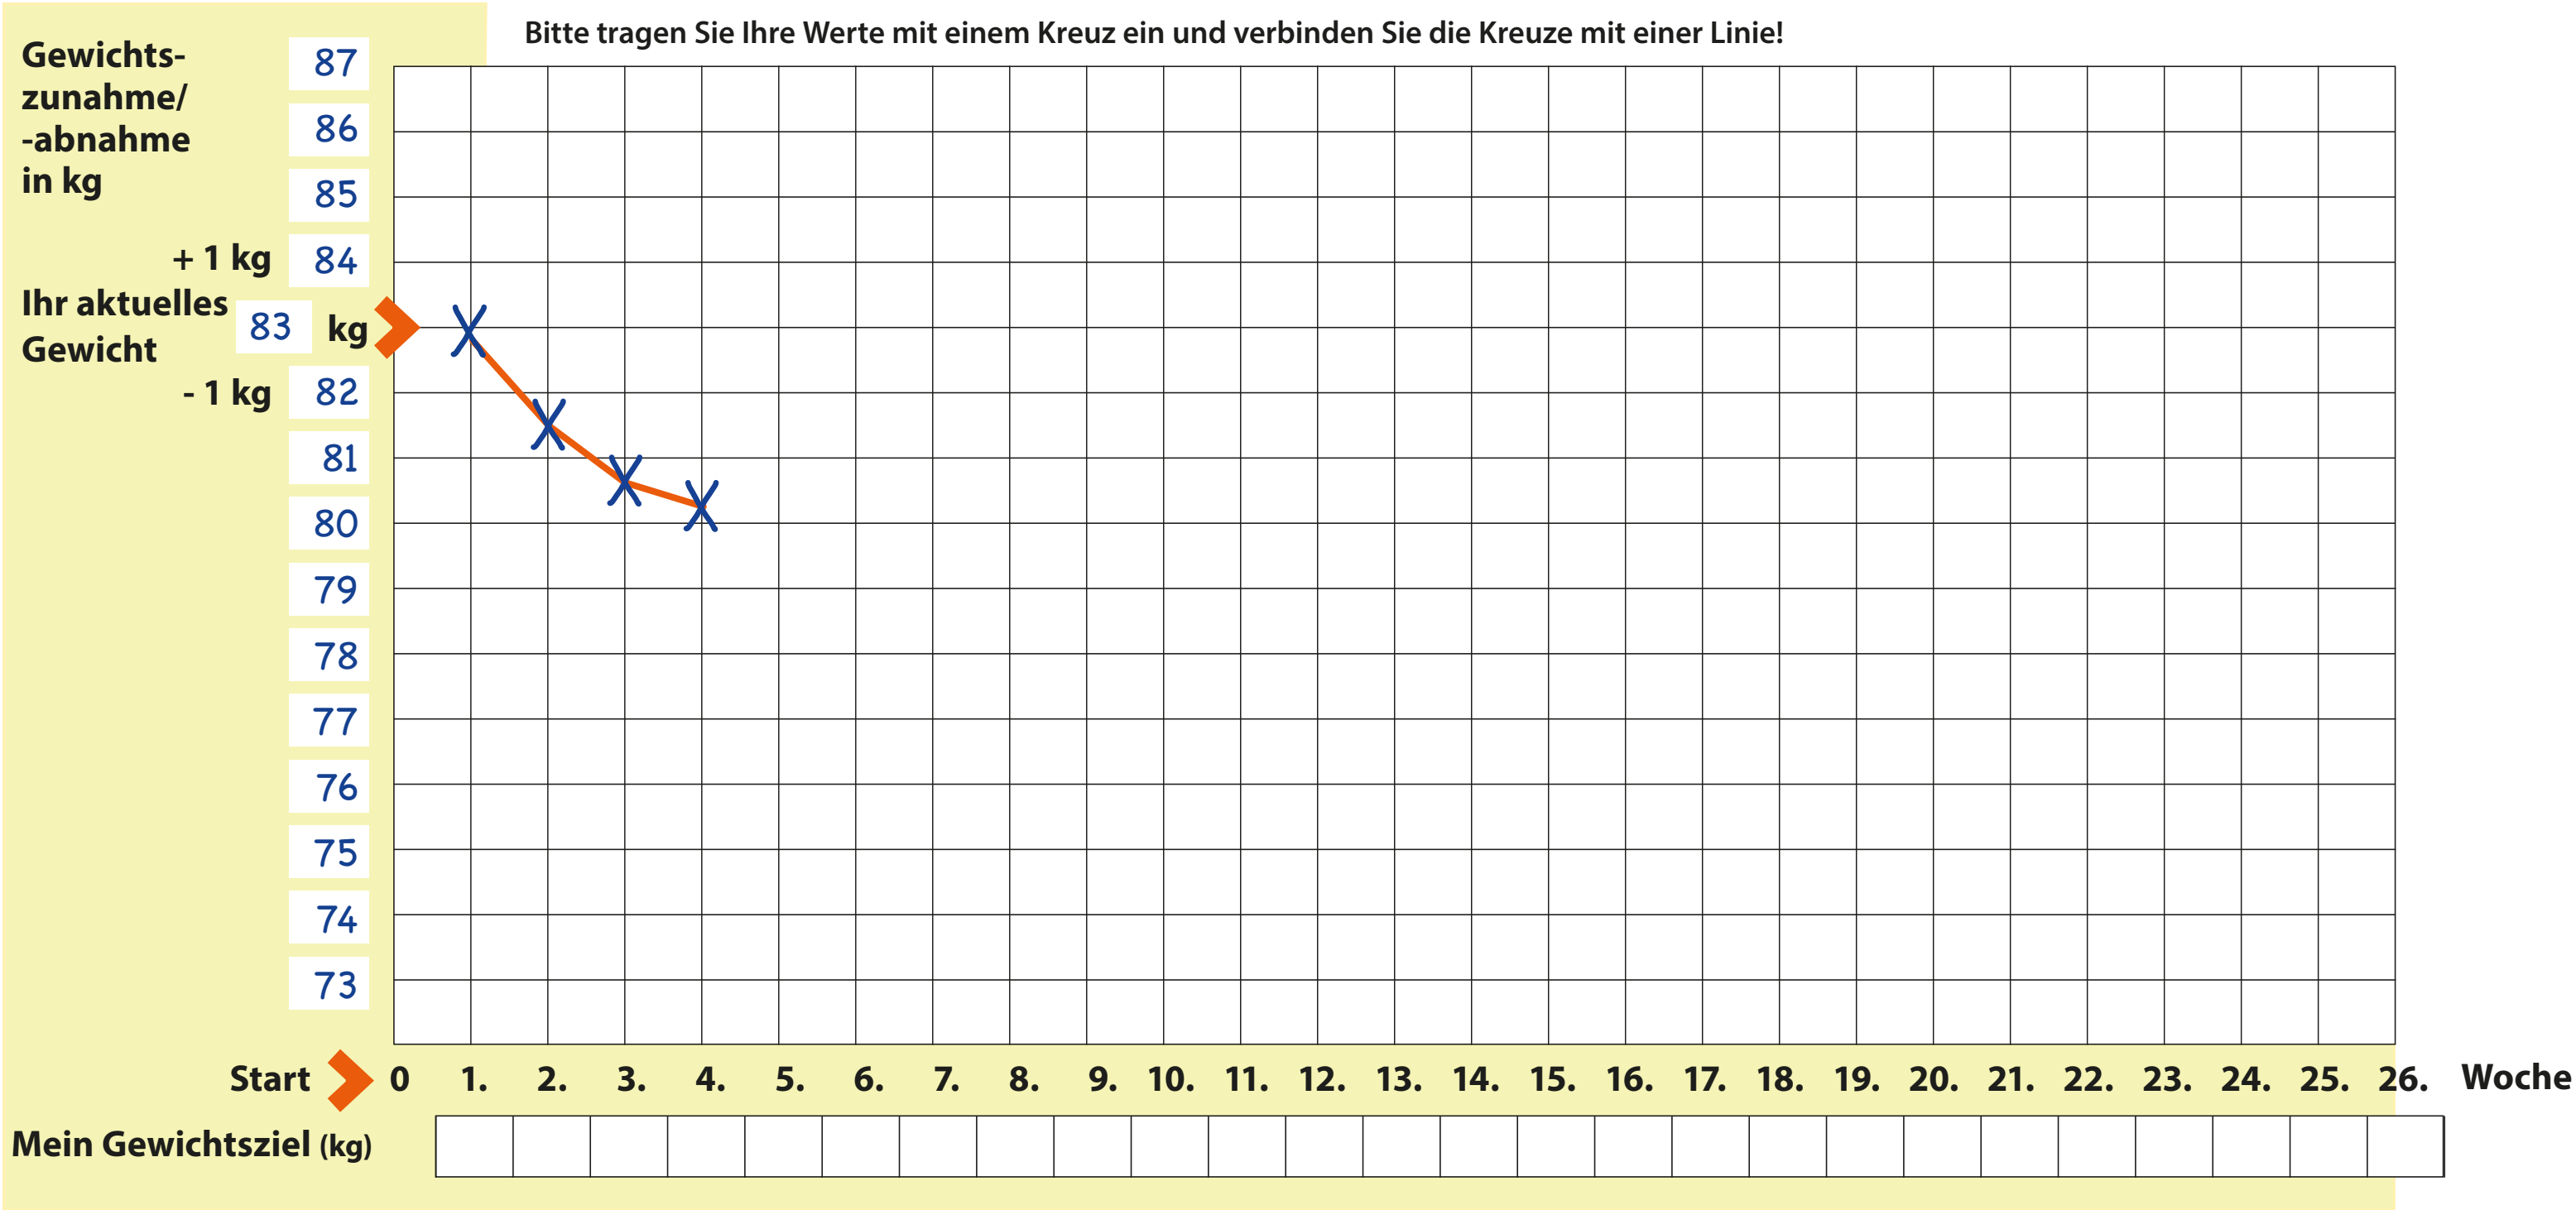 Bitte tragen Sie Ihre Werte mit einem Kreuz ein und verbinden Sie die Kreuze mit einer Linie!
Gewichts-
zunahme/
-abnahme
in kg
87
86
85
+ 1 kg 84
Ihr aktuelles
Gewicht
83 kg
- 1 kg 82
81
80
79
78
77
76
75
74
73
Start 0 1. 2. 3. 4. 5. 6. 7. 8. 9. 10. 11. 12. 13. 14. 15. 16. 17. 18. 19. 20. 21. 22. 23. 24. 25. 26. Woche
Mein Gewichtsziel (kg)